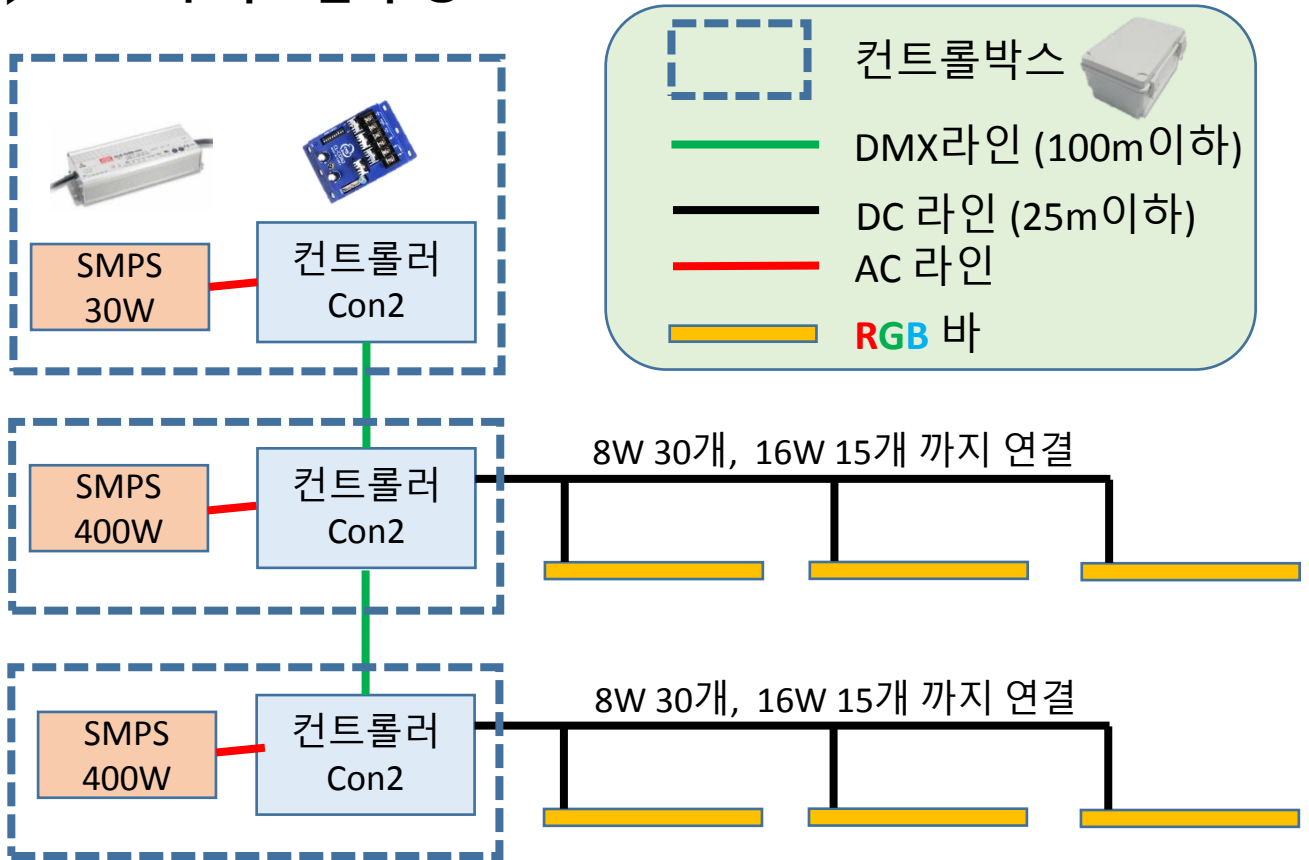 컨트롤박스
DMX라인 (100m이하)
DC 라인 (25m이하)
AC 라인
RGB 바
SMPS
30W
컨트롤러
Con2
SMPS
400W
컨트롤러
Con2
8W 30개, 16W 15개 까지 연결
SMPS
400W
컨트롤러
Con2
8W 30개, 16W 15개 까지 연결